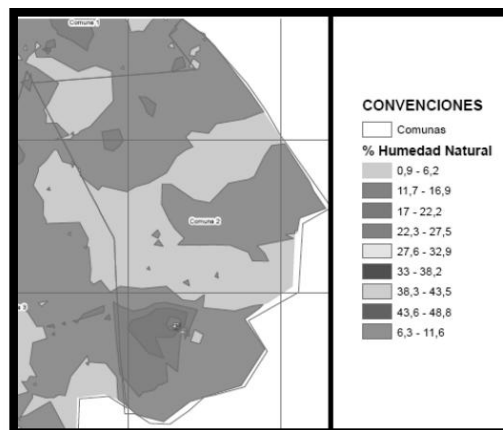 Comuna 1
Comuna 2
CONVENCIONES
Comunas
% Humedad Natural
0,9 - 6,2
11,7 - 16,9
17 - 22,2
22,3 - 27,5
27,6 - 32,9
33 - 38,2
38,3 - 43,5
43,6 - 48,8
6,3 - 11,6